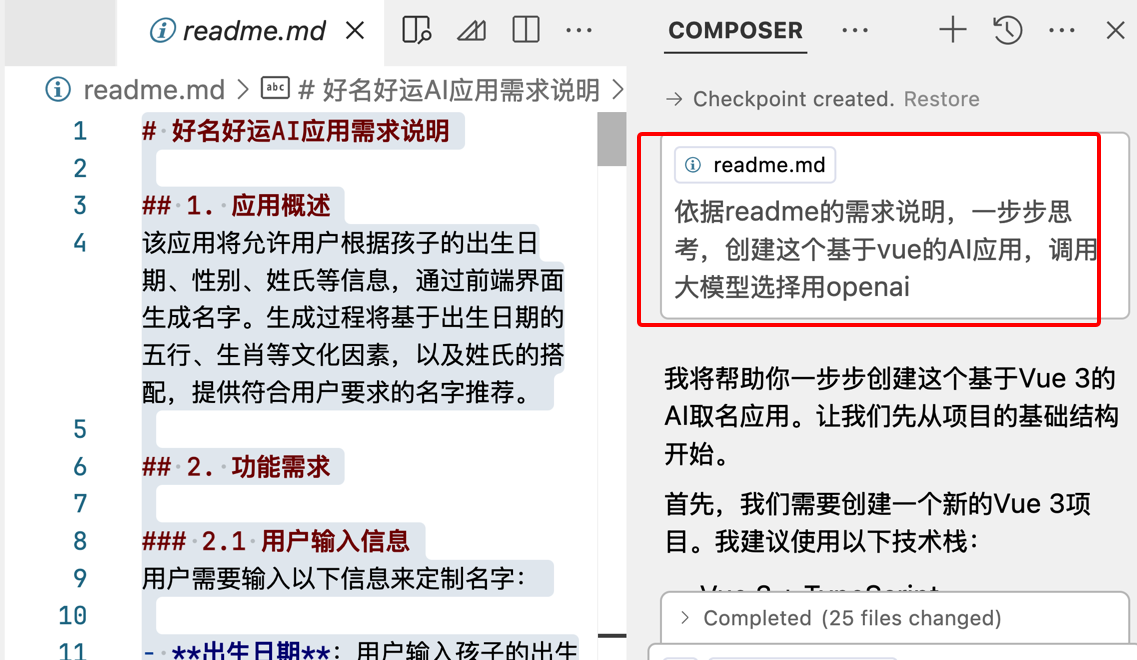 readme.md
readme.md > # 好名好运AI应用需求说明 >
1 # 好名好运AI应用需求说明
2
3 ## 1. 应用概述
4 该应用将允许用户根据孩子的出生日
期、性别、姓氏等信息，通过前端界面
生成名字。生成过程将基于出生日期的
五行、生肖等文化因素，以及姓氏的搭
配，提供符合用户要求的名字推荐。
5
6 ## 2. 功能需求
7
8 ### 2.1 用户输入信息
9 用户需要输入以下信息来定制名字：
10
11 - **出生日期**：用户输入孩子的出生
COMPOSER
Checkpoint created. Restore
readme.md
依据readme的需求说明，一步步思
考，创建这个基于vue的AI应用，调用
大模型选择用openai
我将帮助你一步步创建这个基于Vue 3的
AI取名应用。让我们先从项目的基础结构
开始。
首先，我们需要创建一个新的Vue 3项
目。我建议使用以下技术栈：
Vue 3 + TypeScript
Completed (25 files changed)